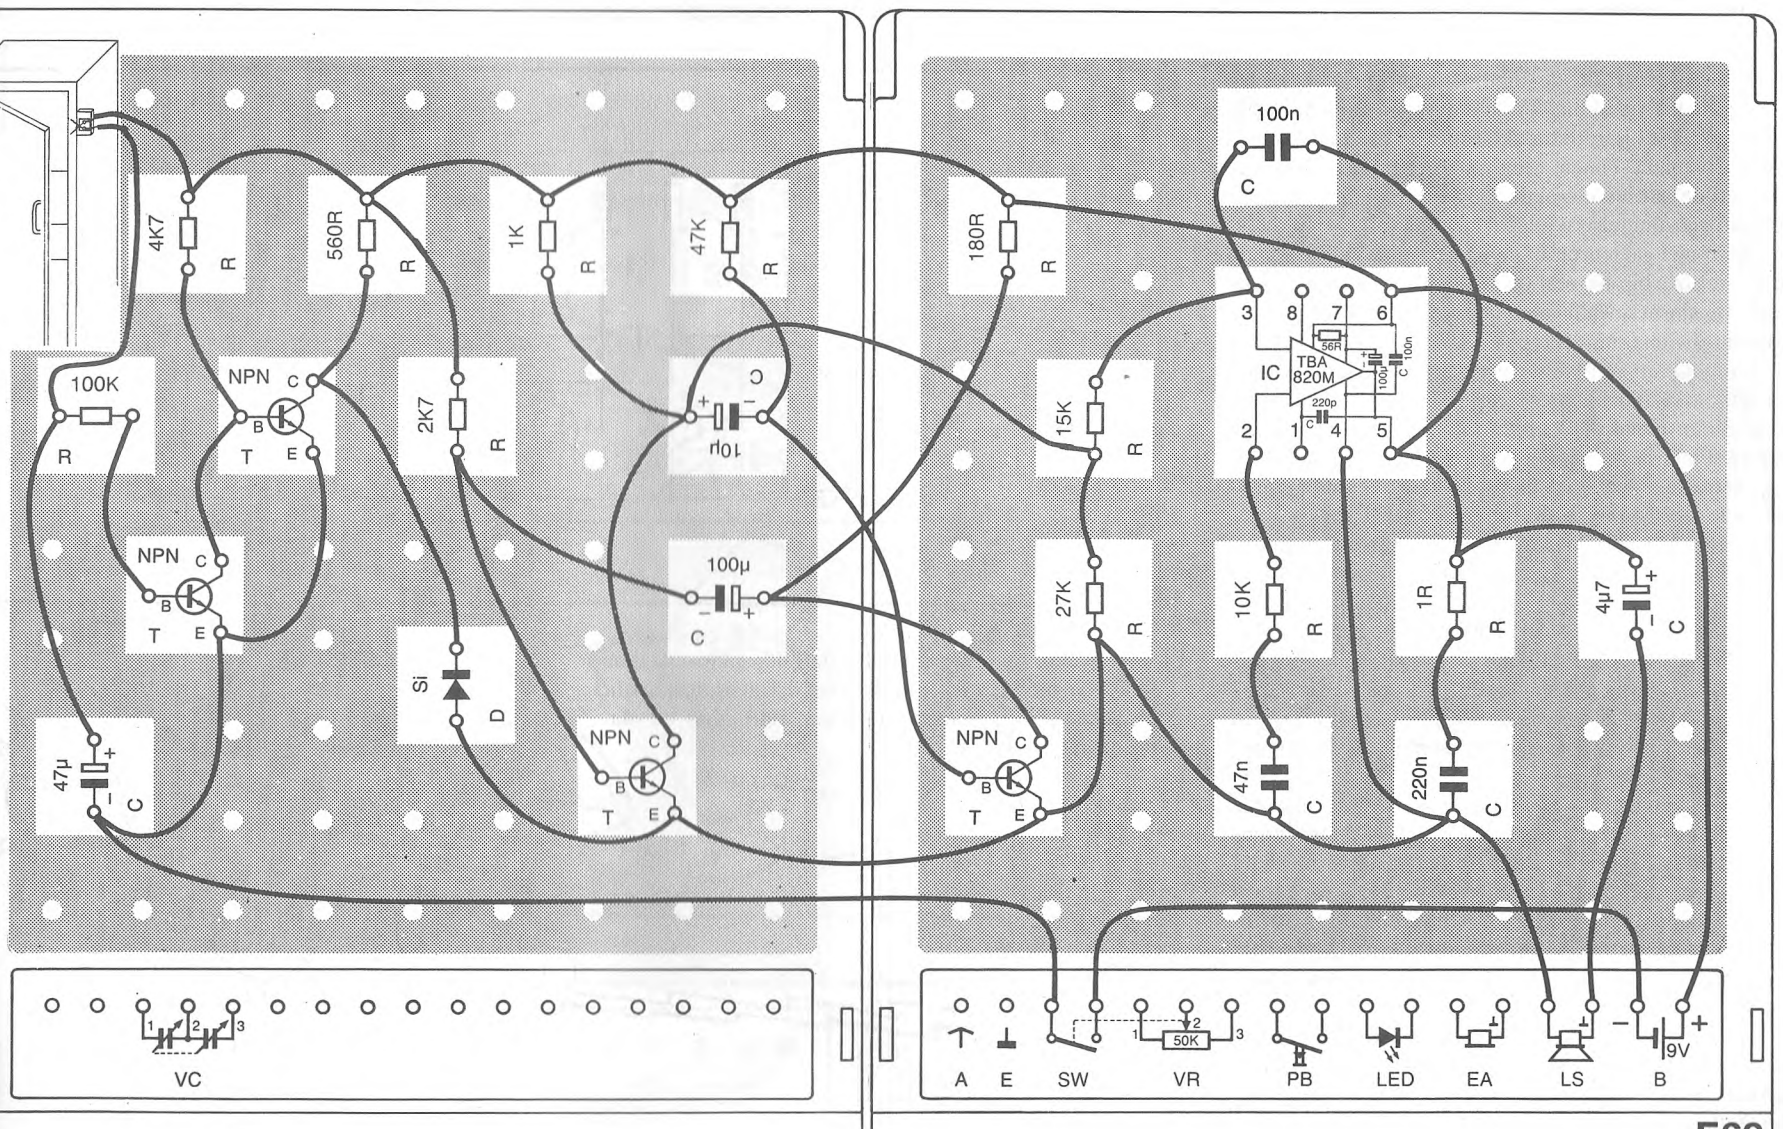 100n
C
4K7
R
560R
R
1K
R
47K
R
180R
R
3
8
7
6
56R
IC
TBA
820M
100µ
+
-
C
100n
220p
C
2
1
4
5
100K
R
NPN
C
B
E
T
2K7
R
C
+
-
10µ
15K
R
NPN
C
B
E
T
100µ
-
+
C
27K
R
10K
R
1R
R
4µ7
+
-
C
Si
D
47µ
+
-
C
NPN
C
B
E
T
NPN
C
B
E
T
47n
C
220n
C
1
2
3
VC
A
E
SW
1
2
50K
3
VR
PB
LED
EA
LS
-
+
9V
B